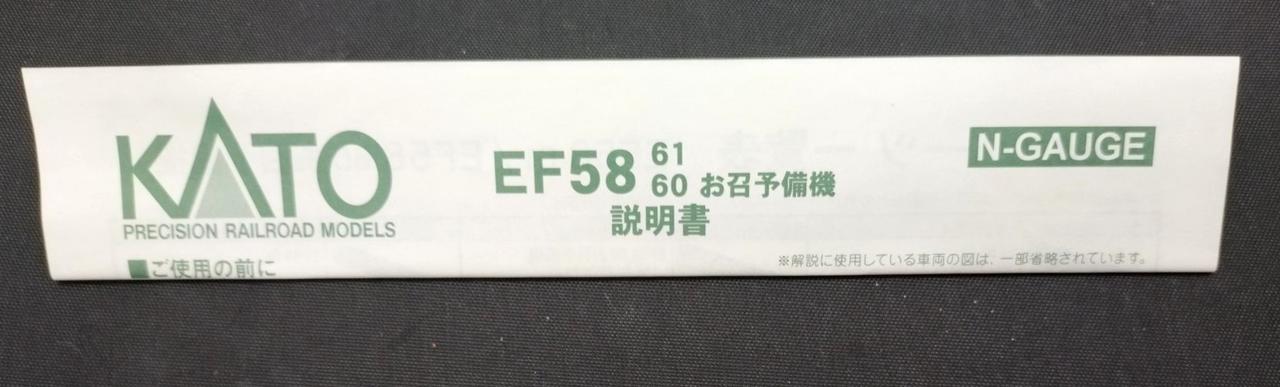 KATO
PRECISION RAILROAD MODELS
EF58 61
60 お召予備機
説明書
N-GAUGE
■ご使用の前に
※解説に使用している車両の図は、一部省略されています。